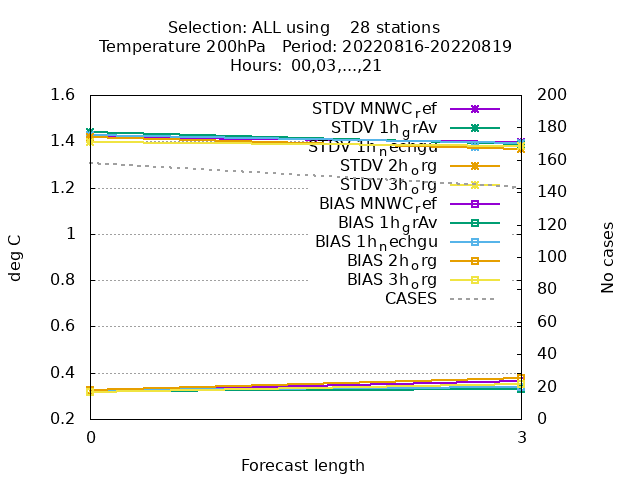 Selection: ALL using 28 stations
Temperature 200hPa Period: 20220816-20220819
Hours: 00,03,...,21
1.6
1.4
1.2
1
0.8
0.6
0.4
0.2
200
180
160
140
120
100
80
60
40
20
0
deg C
No cases
STDV MNWC_ref
STDV 1h_grAv
STDV 1h_nechgu
STDV 2h_org
STDV 3h_org
BIAS MNWC_ref
BIAS 1h_grAv
BIAS 1h_nechgu
BIAS 2h_org
BIAS 3h_org
CASES
0
3
Forecast length